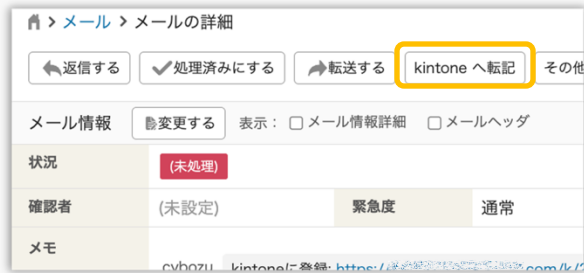 > メール > メールの詳細
返信する 処理済みにする 転送する kintone へ転記 その他
メール情報 変更する 表示： メール情報詳細 メールヘッダ
状況 (未処理)
確認者 (未設定) 緊急度 通常
メモ
cybozu kintoneに登録: https://